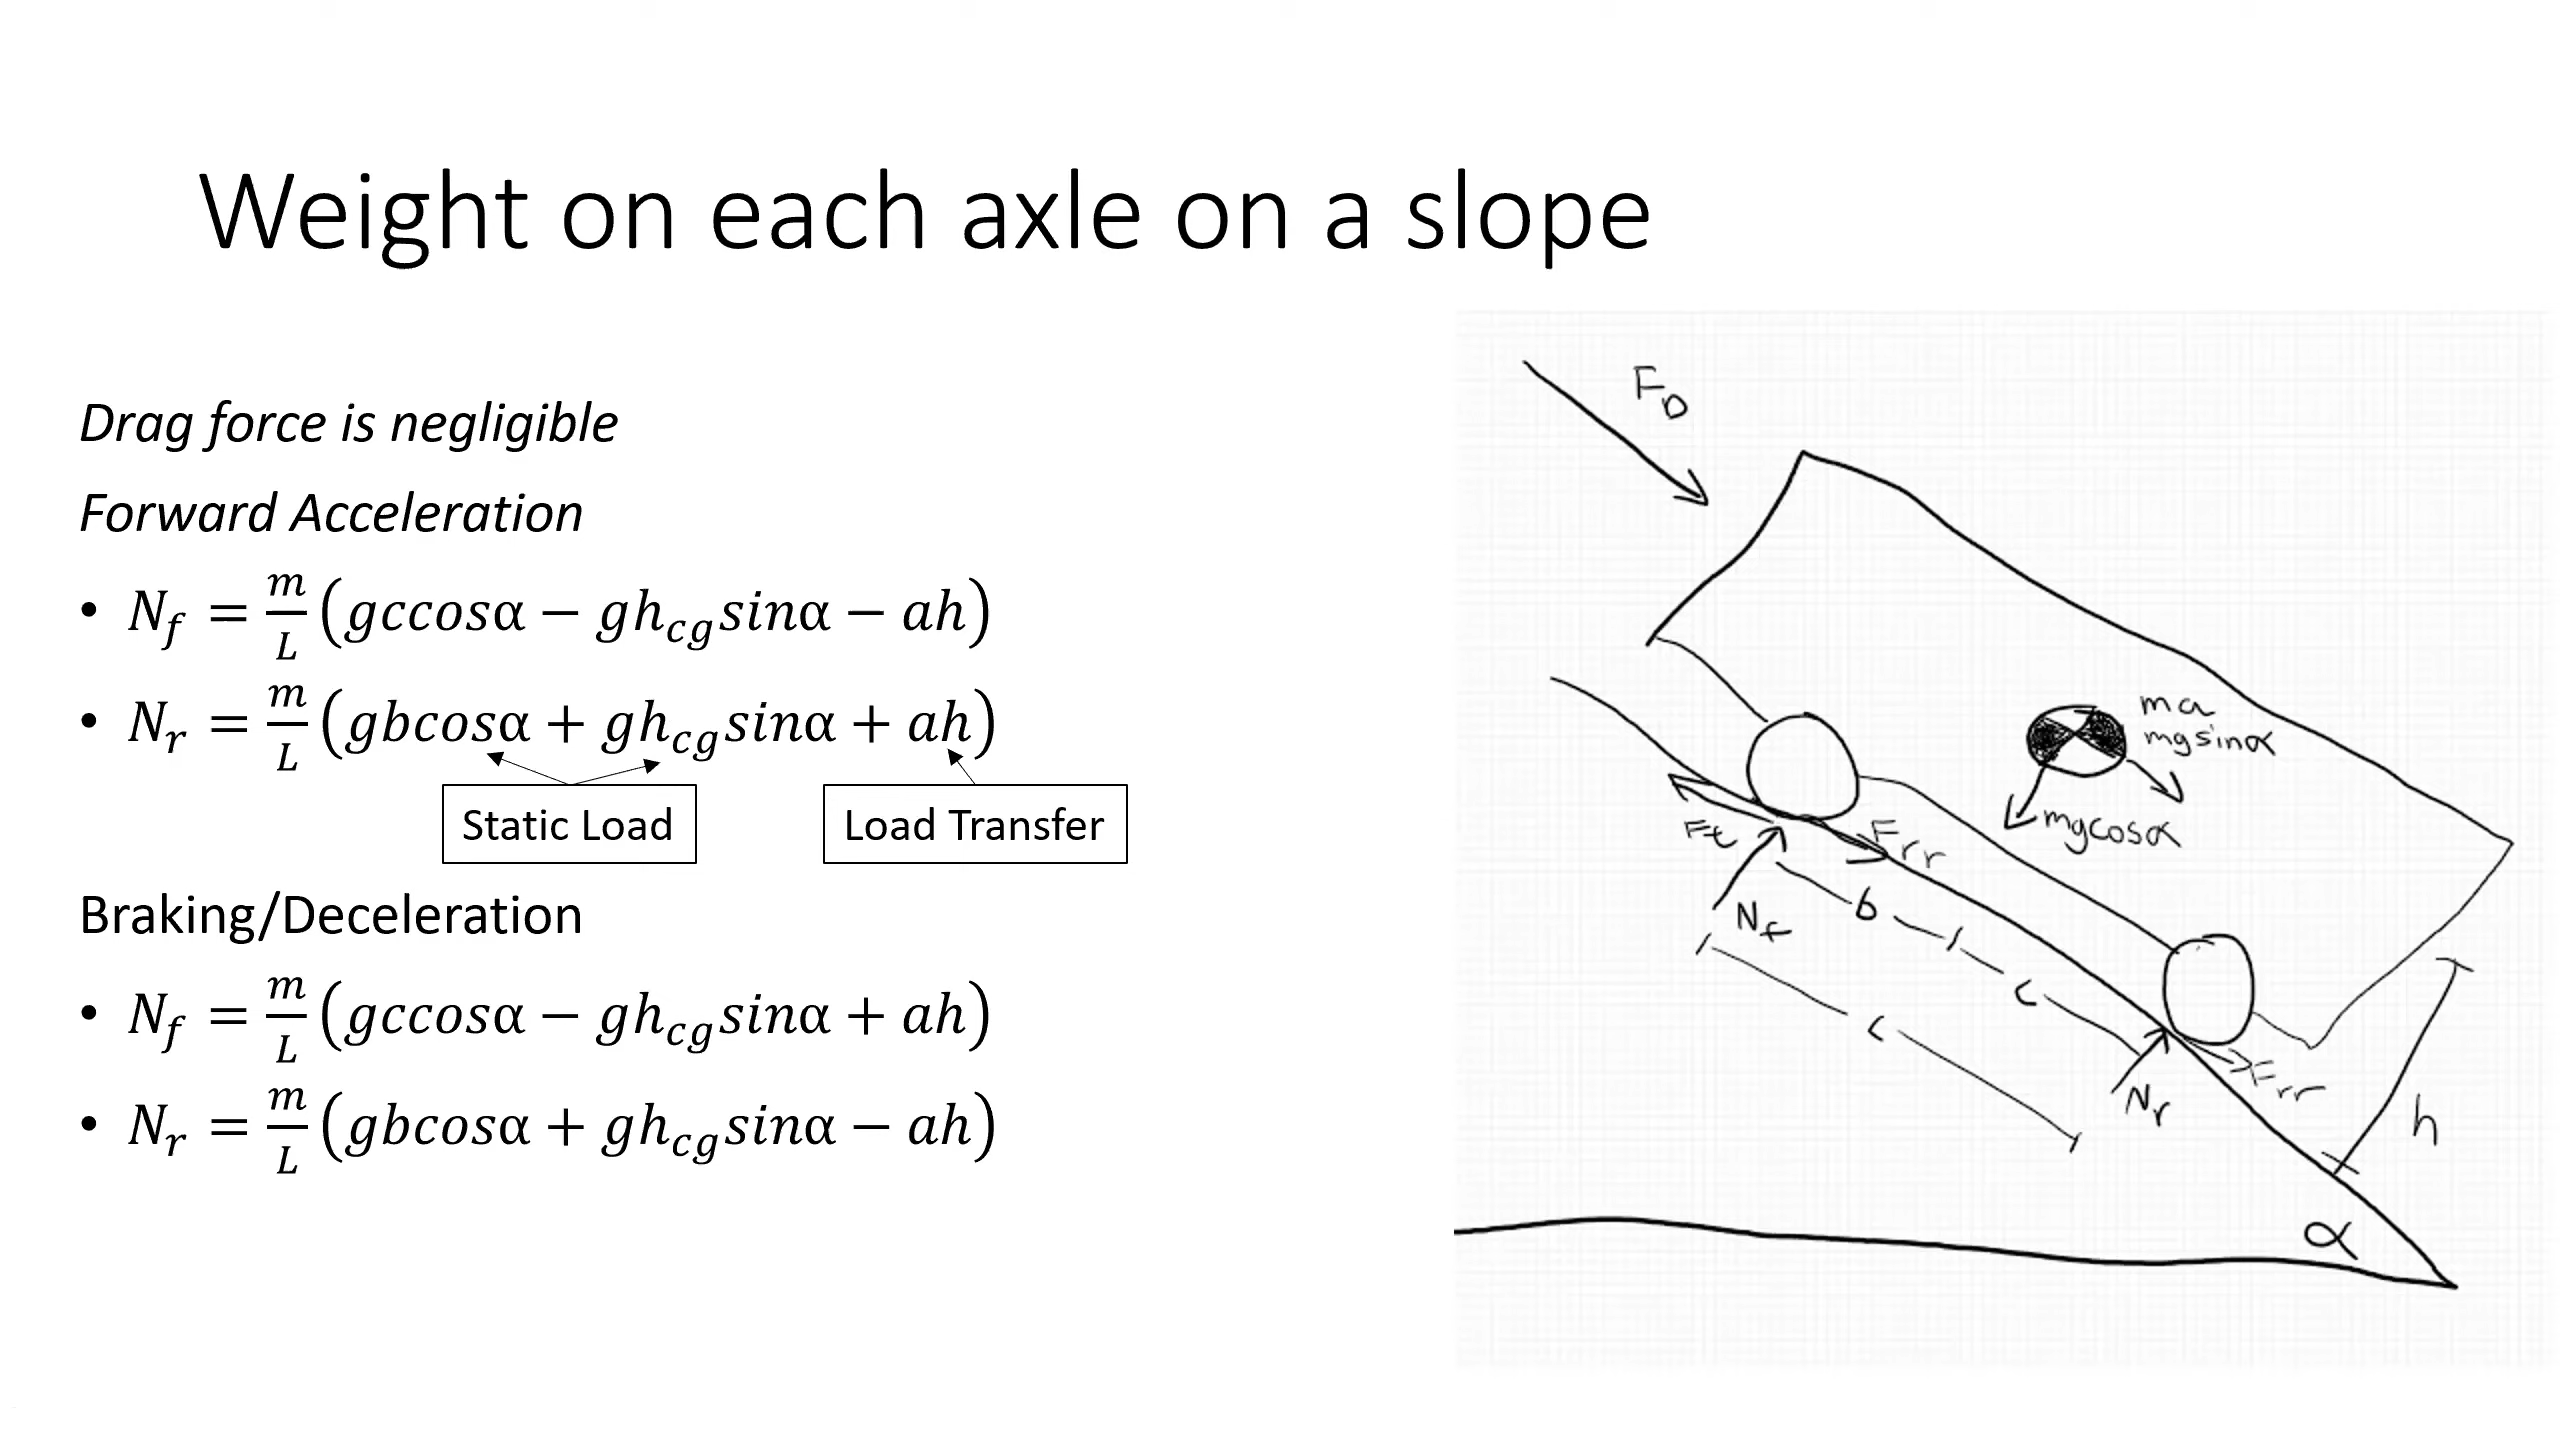 Weight on each axle on a slope
Drag force is negligible
Forward Acceleration
• N_f = m/L (gccosα − gh_cg sinα − ah)
• N_r = m/L (gbcosα + gh_cg sinα + ah)
Static Load
Load Transfer
Braking/Deceleration
• N_f = m/L (gccosα − gh_cg sinα + ah)
• N_r = m/L (gbcosα + gh_cg sinα − ah)
F_D
ma
mgsinα
mgcosα
Ft
Frr
N_f
b
c
L
N_r
Frr
h
α